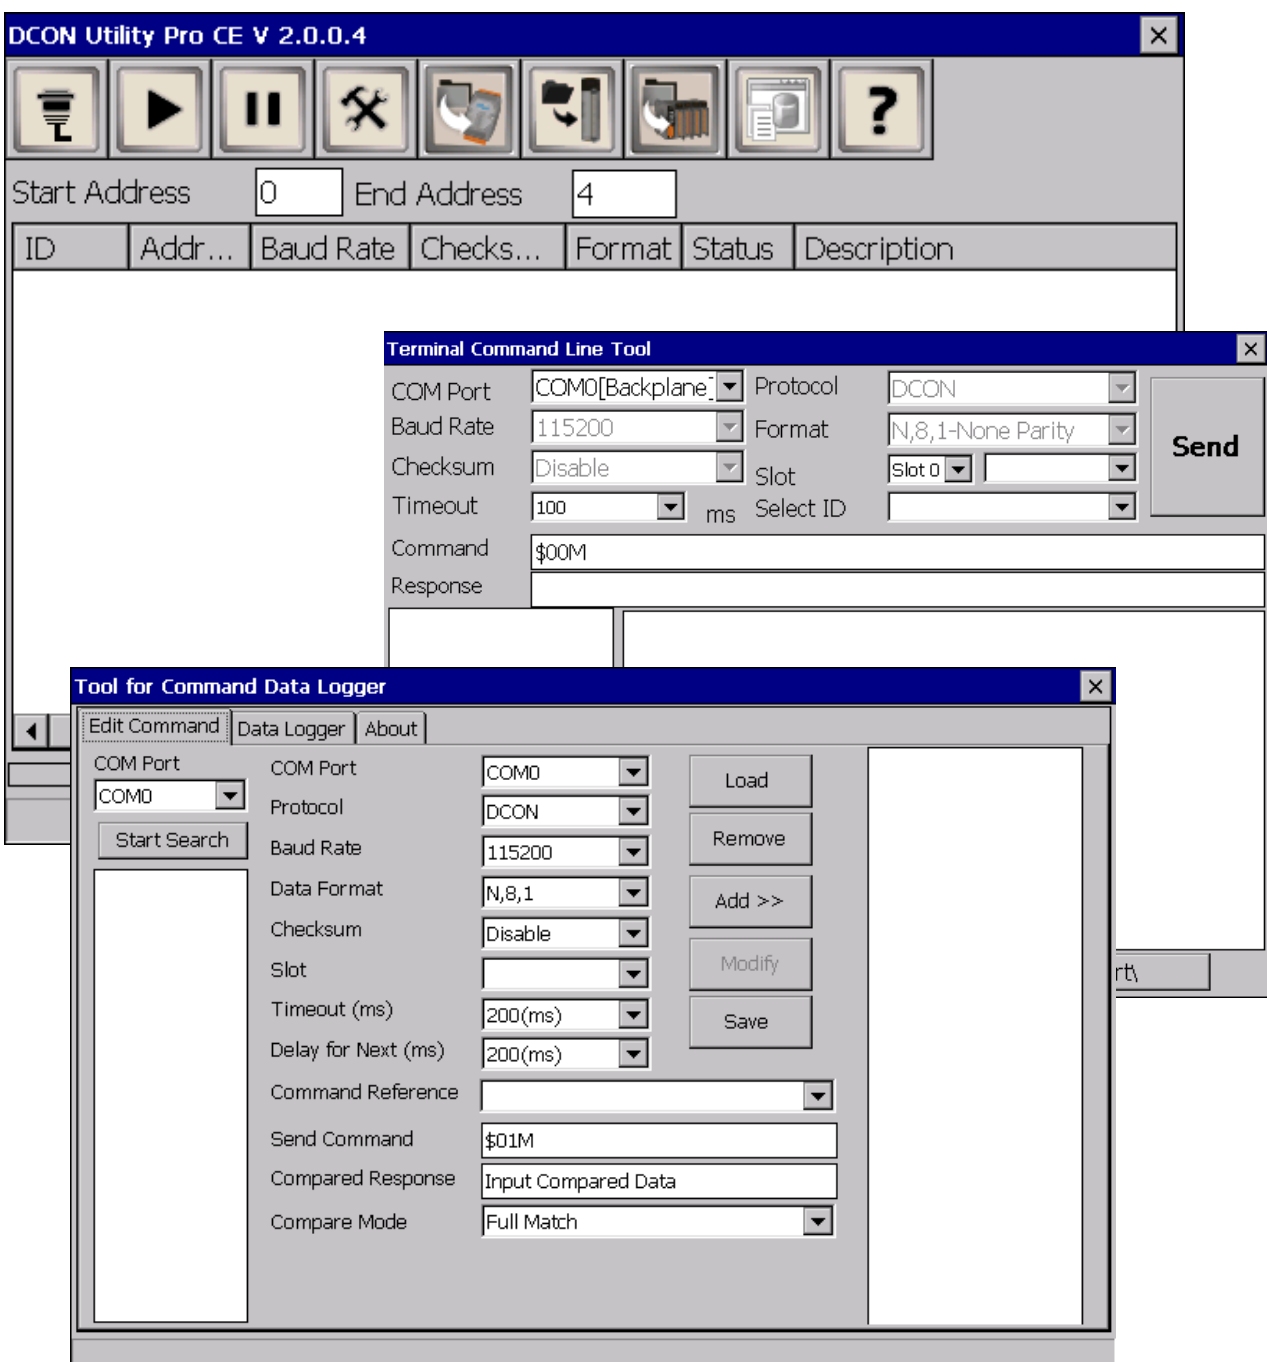 DCON Utility Pro CE V 2.0.0.4
Start Address 0 End Address 4
ID Addr... Baud Rate Checks... Format Status Description
Terminal Command Line Tool
COM Port COM0[Backplane] Protocol DCON
Baud Rate 115200 Format N,8,1-None Parity
Send
Checksum Disable Slot Slot 0
Timeout 100 ms Select ID
Command $00M
Response
rt\
Tool for Command Data Logger
Edit Command Data Logger About
COM Port
COM0
Start Search
COM Port COM0
Protocol DCON
Baud Rate 115200
Data Format N,8,1
Checksum Disable
Slot
Timeout (ms) 200(ms)
Delay for Next (ms) 200(ms)
Command Reference
Send Command $01M
Compared Response Input Compared Data
Compare Mode Full Match
Load
Remove
Add >>
Modify
Save